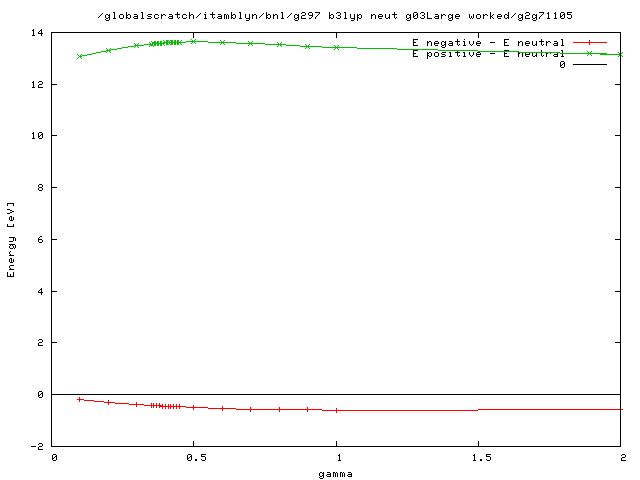 /globalscratch/itamblyn/bnl/g297 b3lyp neut g03Large worked/g2g71105
14
E negative - E neutral
E positive - E neutral
0
12
10
8
6
4
2
0
-2
Energy [eV]
0 0.5 1 1.5 2
gamma